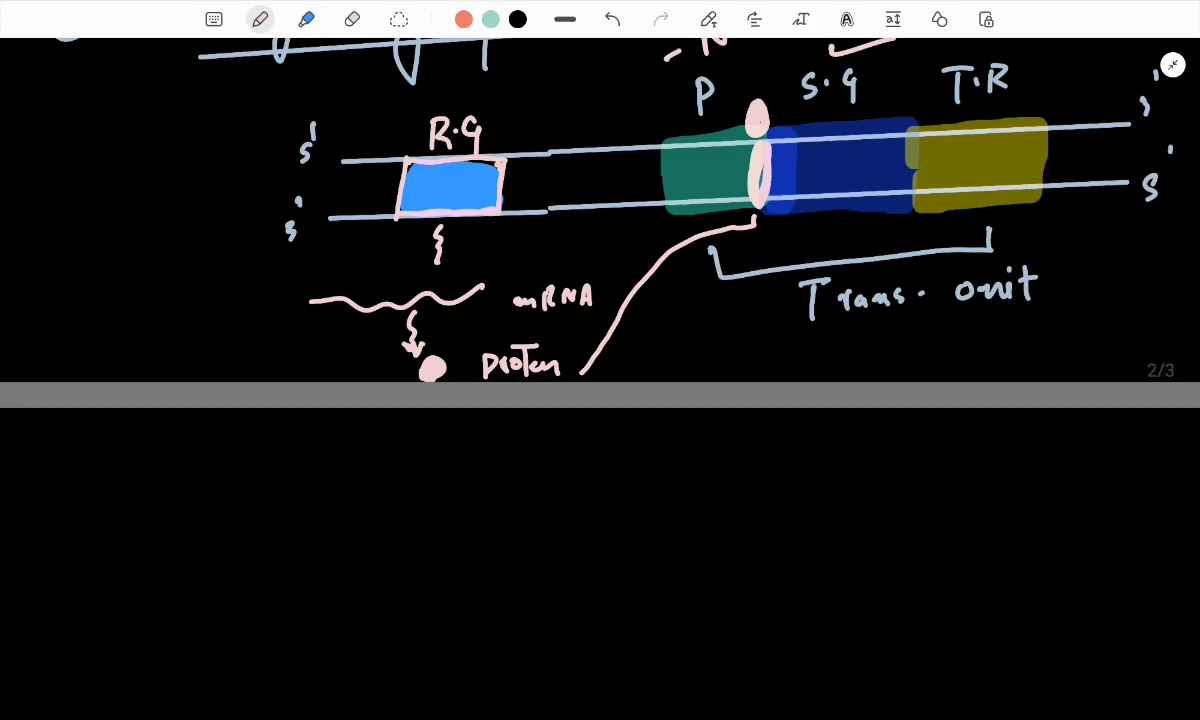 P S.G T.R
R.G
5' 3'
3' 5'
mRNA
Trans. unit
Protein
2/3